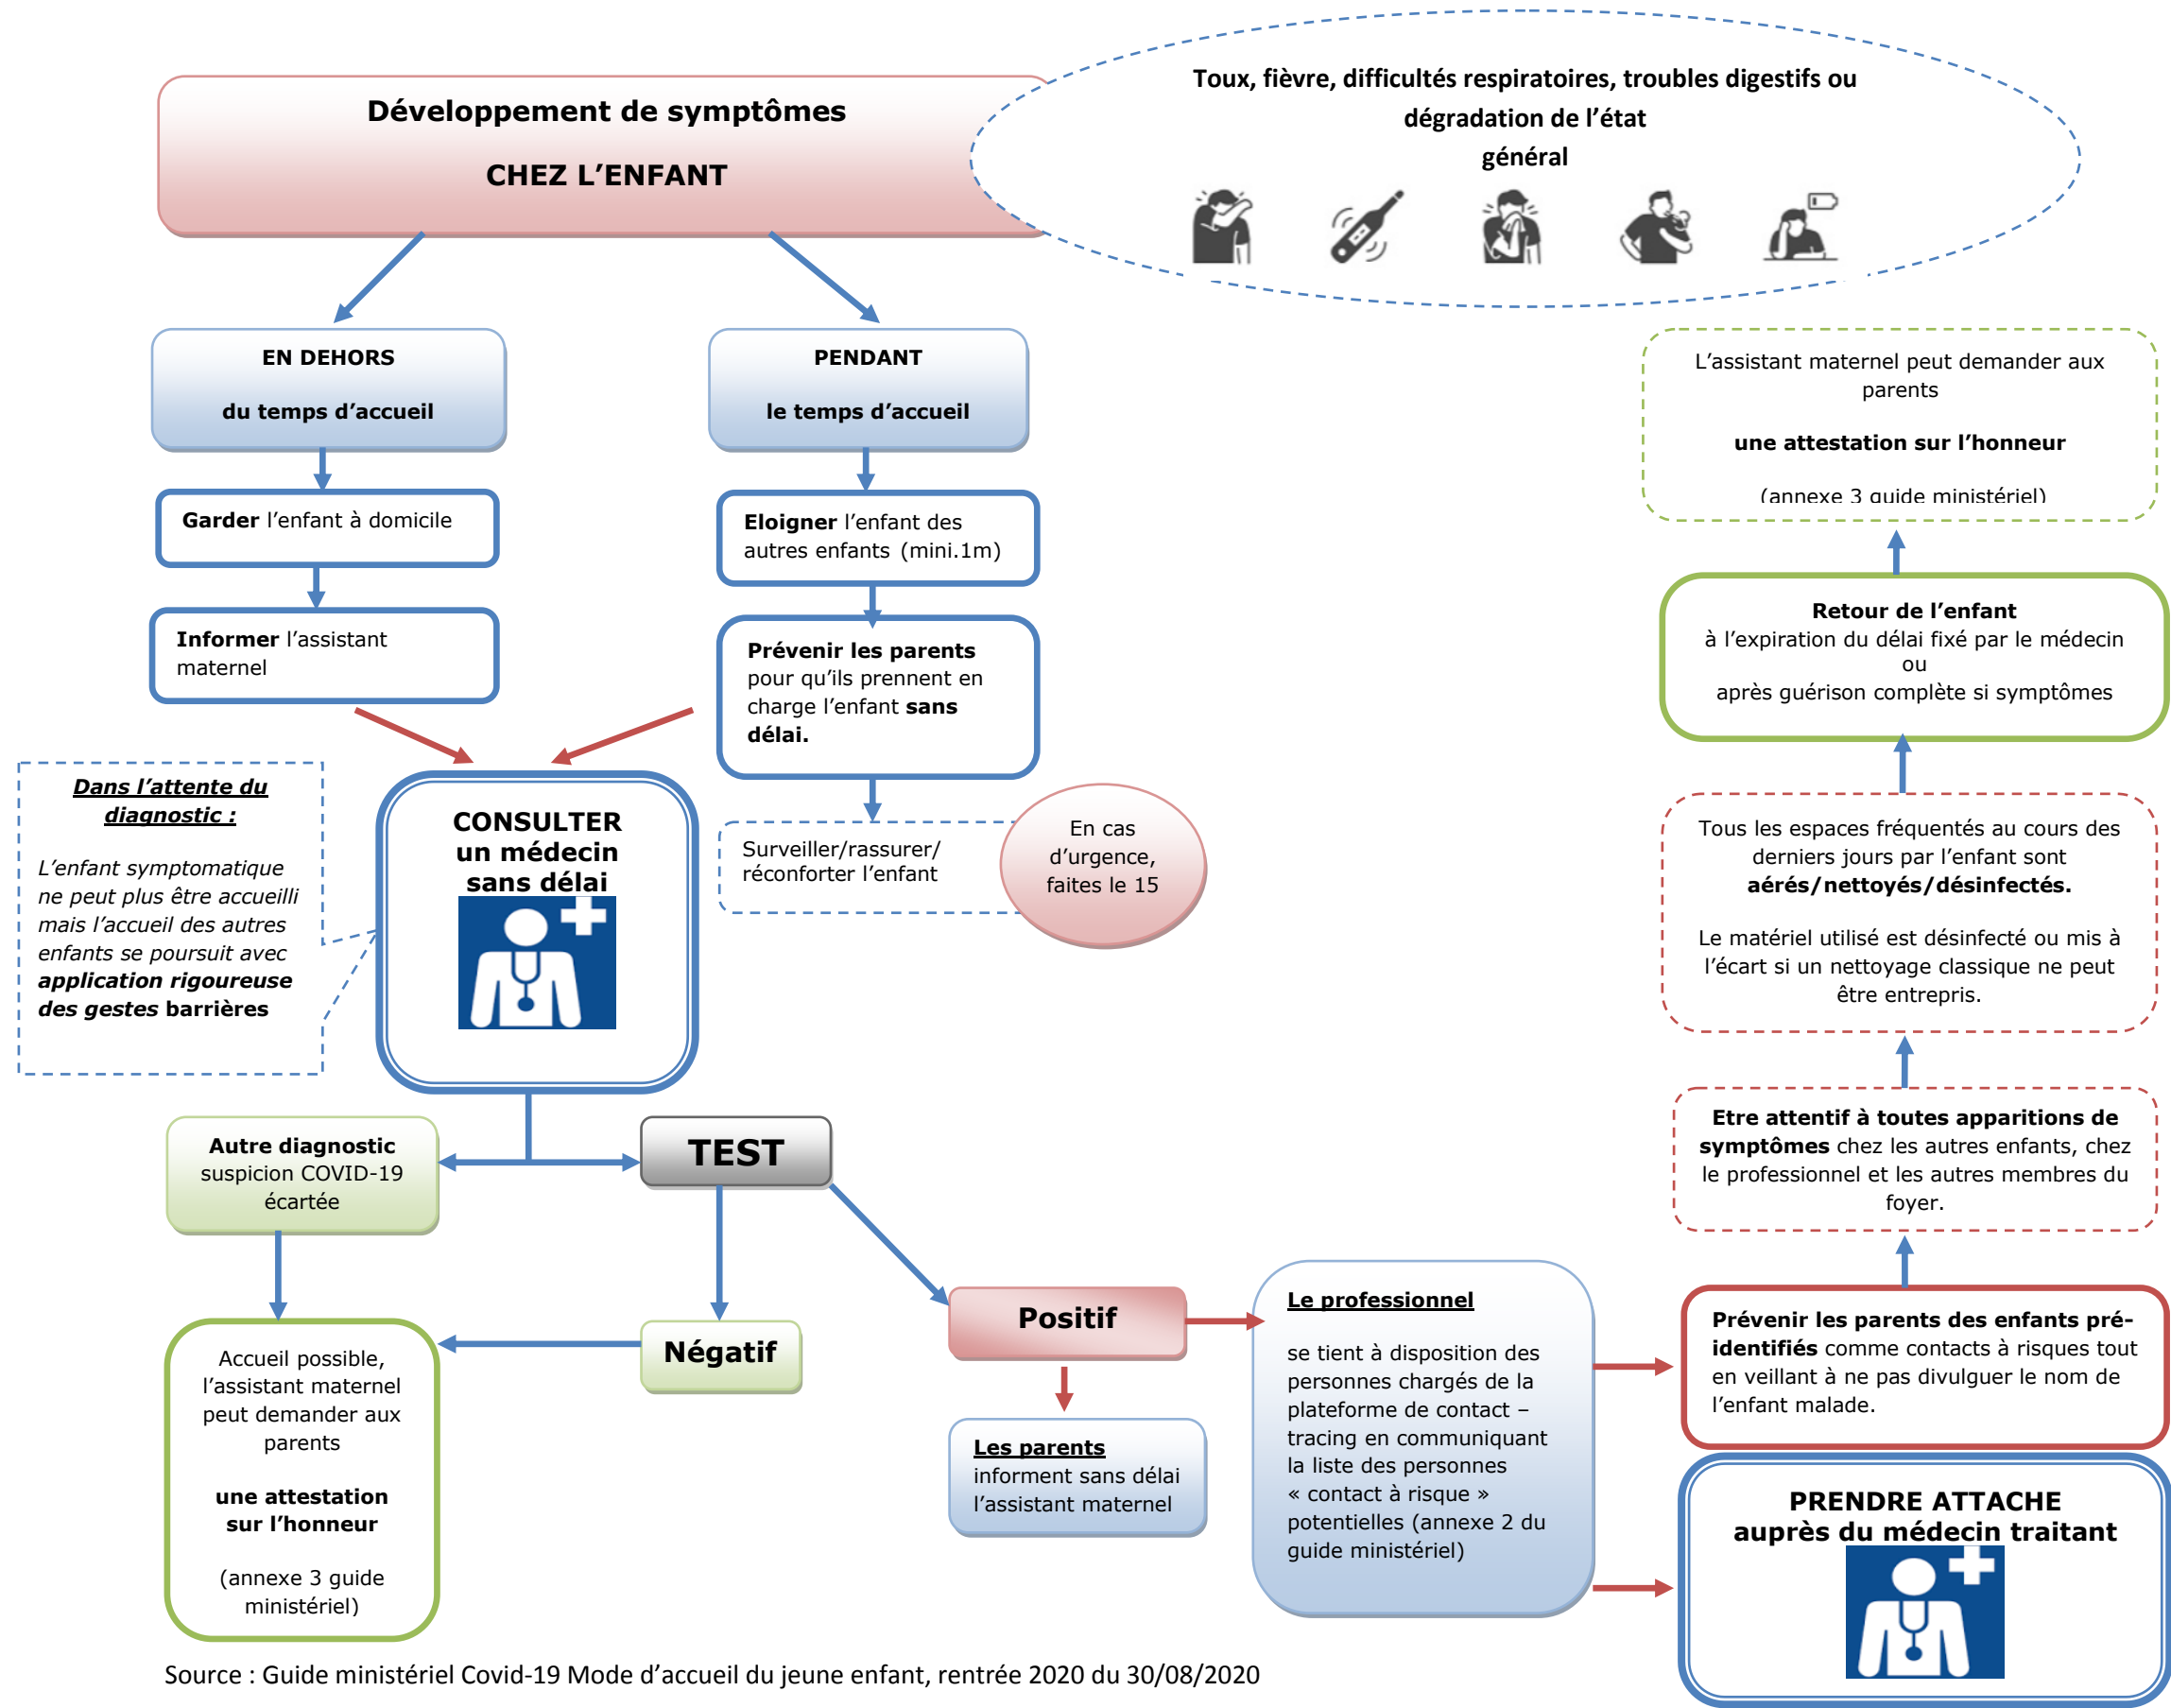 Développement de symptômes
CHEZ L’ENFANT
Toux, fièvre, difficultés respiratoires, troubles digestifs ou
dégradation de l’état
général
EN DEHORS
du temps d’accueil
PENDANT
le temps d’accueil
Garder l’enfant à domicile
Informer l’assistant
maternel
Eloigner l’enfant des
autres enfants (mini.1m)
Prévenir les parents
pour qu’ils prennent en
charge l’enfant sans
délai.
Surveiller/rassurer/
réconforter l’enfant
En cas
d’urgence,
faites le 15
Dans l’attente du
diagnostic :
L’enfant symptomatique
ne peut plus être accueilli
mais l’accueil des autres
enfants se poursuit avec
application rigoureuse
des gestes barrières
CONSULTER
un médecin
sans délai
Autre diagnostic
suspicion COVID-19
écartée
TEST
Négatif
Positif
Accueil possible,
l’assistant maternel
peut demander aux
parents
une attestation
sur l’honneur
(annexe 3 guide
ministériel)
Les parents
informent sans délai
l’assistant maternel
Le professionnel
se tient à disposition des
personnes chargés de la
plateforme de contact –
tracing en communiquant
la liste des personnes
« contact à risque »
potentielles (annexe 2 du
guide ministériel)
Prévenir les parents des enfants pré-
identifiés comme contacts à risques tout
en veillant à ne pas divulguer le nom de
l’enfant malade.
PRENDRE ATTACHE
auprès du médecin traitant
Etre attentif à toutes apparitions de
symptômes chez les autres enfants, chez
le professionnel et les autres membres du
foyer.
Tous les espaces fréquentés au cours des
derniers jours par l’enfant sont
aérés/nettoyés/désinfectés.
Le matériel utilisé est désinfecté ou mis à
l’écart si un nettoyage classique ne peut
être entrepris.
Retour de l’enfant
à l’expiration du délai fixé par le médecin
ou
après guérison complète si symptômes
L’assistant maternel peut demander aux
parents
une attestation sur l’honneur
(annexe 3 guide ministériel)
Source : Guide ministériel Covid-19 Mode d’accueil du jeune enfant, rentrée 2020 du 30/08/2020